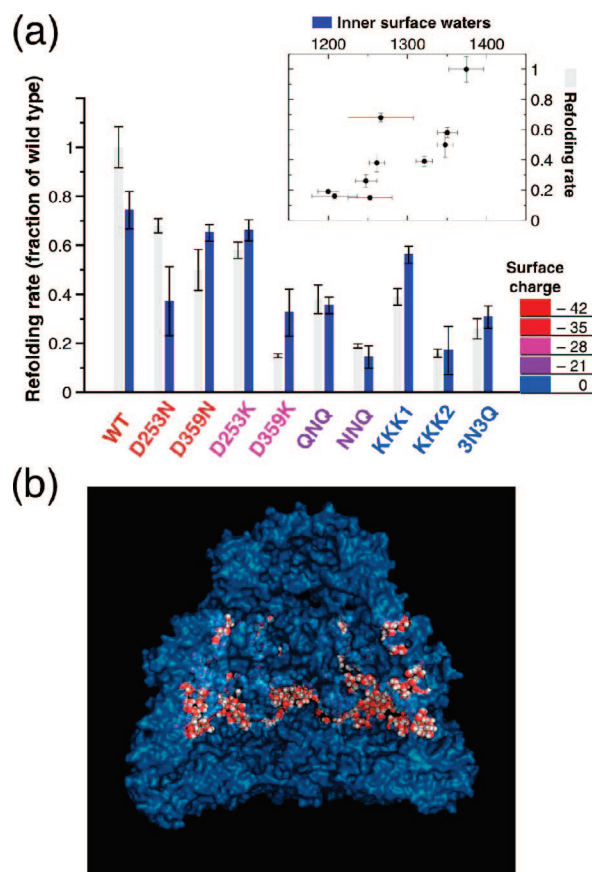 (a)
Inner surface waters
1200 1300 1400
1
0.8
0.6
0.4
0.2
0
Refolding rate
Refolding rate (fraction of wild type)
1
0.8
0.6
0.4
0.2
0
WT D253N D359N D253K D359K QNQ NNQ KKK1 KKK2 3N3Q
Surface
charge
– 42
– 35
– 28
– 21
0
(b)